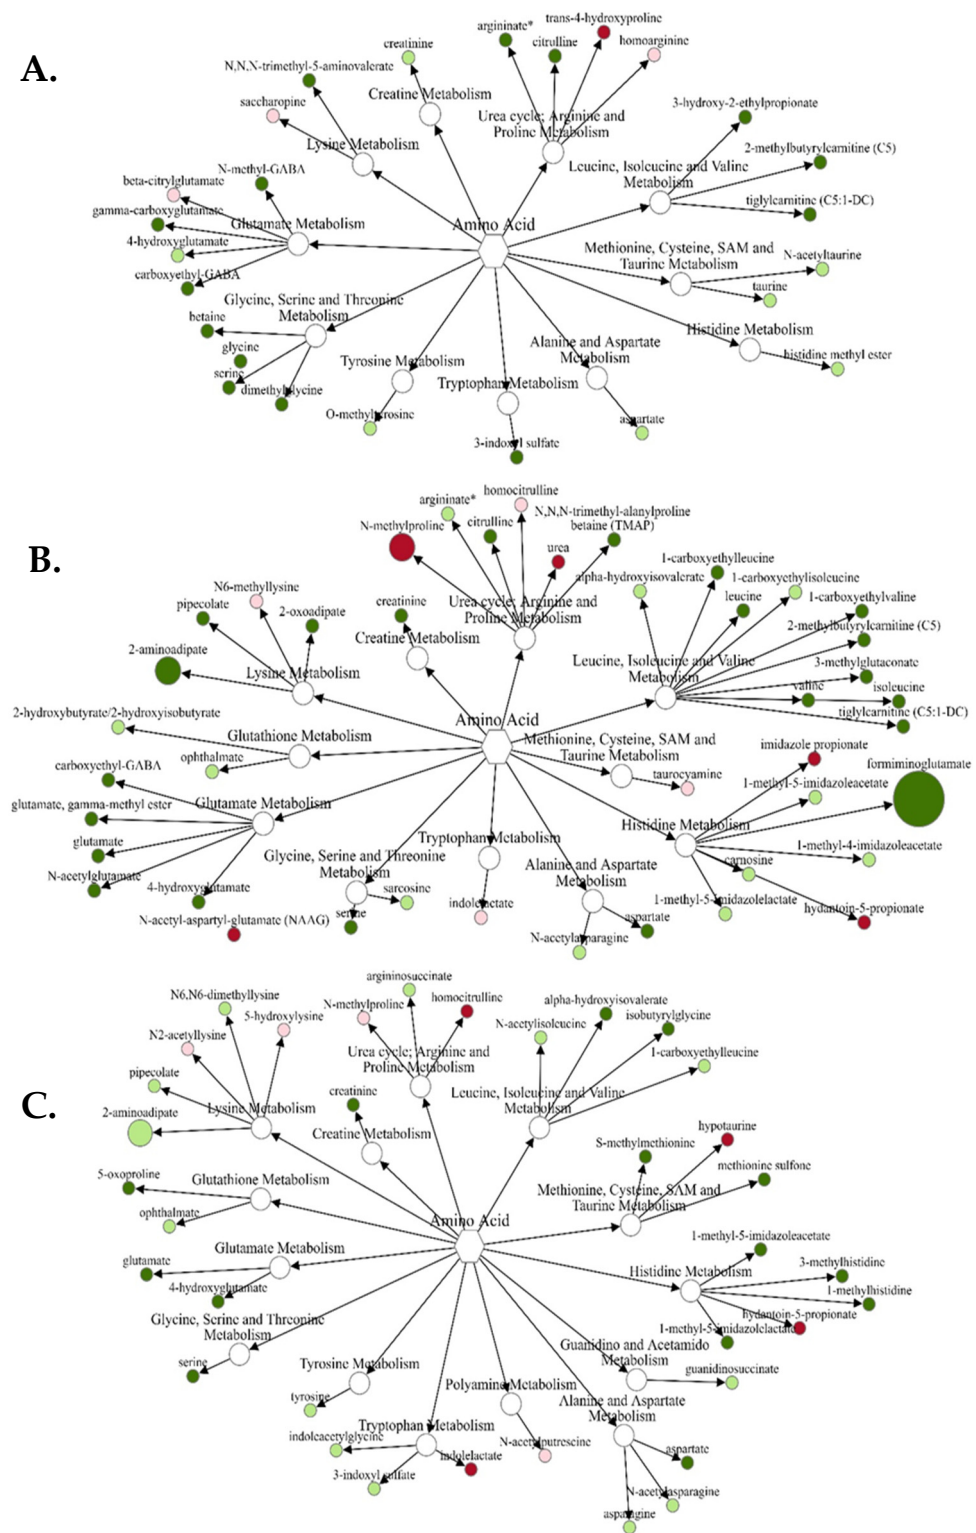 A.
trans-4-hydroxyproline
argininate*
citrulline
homoarginine
creatinine
N,N,N-trimethyl-5-aminovalerate
Creatine Metabolism
saccharopine
Urea cycle; Arginine and
Proline Metabolism
3-hydroxy-2-ethylpropionate
Lysine Metabolism
2-methylbutyrylcarnitine (C5)
Leucine, Isoleucine and Valine
Metabolism
N-methyl-GABA
beta-citrylglutamate
tiglylcarnitine (C5:1-DC)
gamma-carboxyglutamate
Glutamate Metabolism
Amino Acid
4-hydroxyglutamate
Methionine, Cysteine, SAM and
Taurine Metabolism
N-acetyltaurine
carboxyethyl-GABA
taurine
Glycine, Serine and Threonine
Metabolism
betaine
Histidine Metabolism
glycine
Alanine and Aspartate
Metabolism
histidine methyl ester
Tyrosine Metabolism
serine
Tryptophan Metabolism
dimethylglycine
O-methyltyrosine
aspartate
3-indoxyl sulfate
B.
homocitrulline
argininate*
N,N,N-trimethyl-alanylproline
betaine (TMAP)
N-methylproline
citrulline
urea
1-carboxyethylleucine
alpha-hydroxyisovalerate
1-carboxyethylisoleucine
N6-methyllysine
leucine
1-carboxyethylvaline
pipecolate
2-oxoadipate
creatinine
Urea cycle; Arginine and
Proline Metabolism
2-methylbutyrylcarnitine (C5)
Creatine Metabolism
2-aminoadipate
Leucine, Isoleucine and Valine
Metabolism
3-methylglutaconate
Lysine Metabolism
valine
isoleucine
tiglylcarnitine (C5:1-DC)
2-hydroxybutyrate/2-hydroxyisobutyrate
Amino Acid
Glutathione Metabolism
Methionine, Cysteine, SAM and
Taurine Metabolism
imidazole propionate
ophthalmate
formiminoglutamate
carboxyethyl-GABA
taurocyamine
1-methyl-5-imidazoleacetate
glutamate, gamma-methyl ester
Glutamate Metabolism
Histidine Metabolism
glutamate
Tryptophan Metabolism
1-methyl-4-imidazoleacetate
Glycine, Serine and Threonine
Metabolism
Alanine and Aspartate
Metabolism
carnosine
N-acetylglutamate
4-hydroxyglutamate
sarcosine
1-methyl-5-imidazolelactate
indolelactate
hydantoin-5-propionate
N-acetyl-aspartyl-glutamate (NAAG)
serine
aspartate
N-acetylasparagine
C.
argininosuccinate
N6,N6-dimethyllysine
N-methylproline
homocitrulline
alpha-hydroxyisovalerate
5-hydroxylysine
isobutyrylglycine
N2-acetyllysine
N-acetylisoleucine
Urea cycle; Arginine and
Proline Metabolism
1-carboxyethylleucine
pipecolate
creatinine
Leucine, Isoleucine and Valine
Metabolism
2-aminoadipate
Lysine Metabolism
Creatine Metabolism
hypotaurine
S-methylmethionine
5-oxoproline
Glutathione Metabolism
methionine sulfone
Methionine, Cysteine, SAM and
Taurine Metabolism
ophthalmate
Amino Acid
1-methyl-5-imidazoleacetate
Glutamate Metabolism
glutamate
3-methylhistidine
Histidine Metabolism
4-hydroxyglutamate
1-methylhistidine
hydantoin-5-propionate
Glycine, Serine and Threonine
Metabolism
1-methyl-5-imidazolelactate
Guanidino and Acetamido
Metabolism
serine
Tyrosine Metabolism
guanidinosuccinate
Polyamine Metabolism
tyrosine
Alanine and Aspartate
Metabolism
Tryptophan Metabolism
indoleacetylglycine
N-acetylputrescine
indolelactate
aspartate
3-indoxyl sulfate
N-acetylasparagine
asparagine